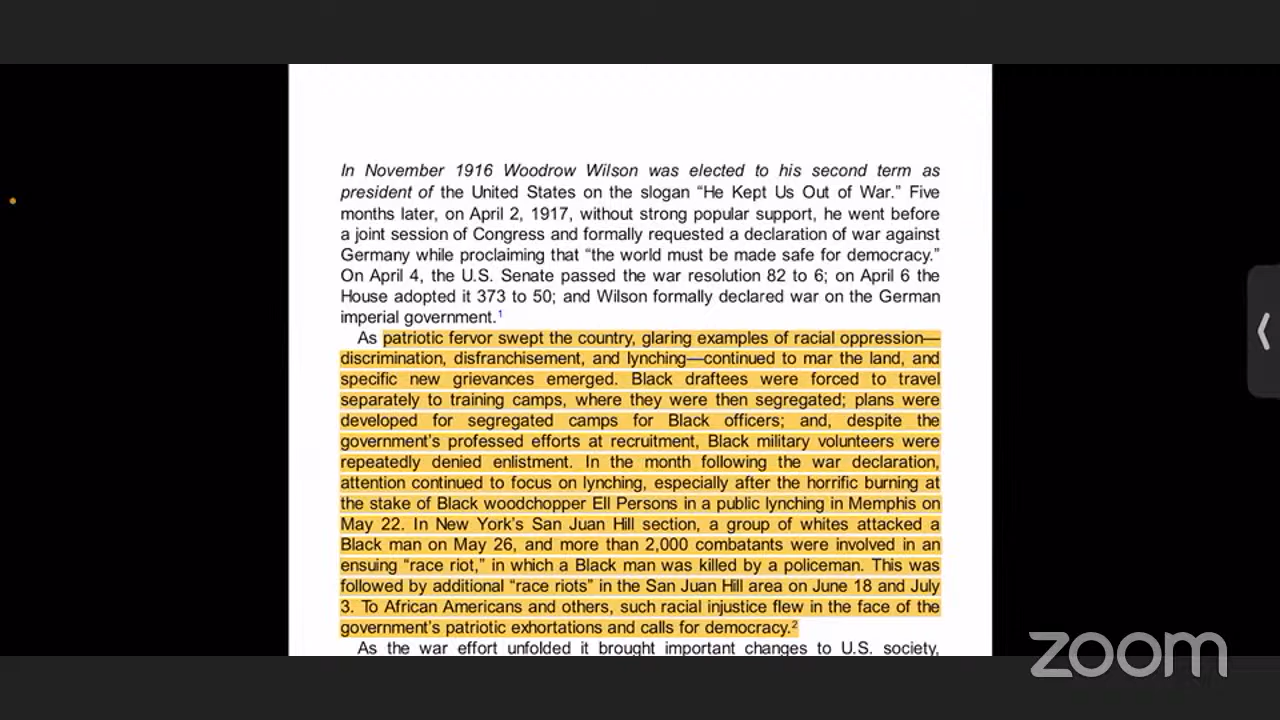 In November 1916 Woodrow Wilson was elected to his second term as
president of the United States on the slogan “He Kept Us Out of War.” Five
months later, on April 2, 1917, without strong popular support, he went before
a joint session of Congress and formally requested a declaration of war against
Germany while proclaiming that “the world must be made safe for democracy.”
On April 4, the U.S. Senate passed the war resolution 82 to 6; on April 6 the
House adopted it 373 to 50; and Wilson formally declared war on the German
imperial government.1
As patriotic fervor swept the country, glaring examples of racial oppression—
discrimination, disfranchisement, and lynching—continued to mar the land, and
specific new grievances emerged. Black draftees were forced to travel
separately to training camps, where they were then segregated; plans were
developed for segregated camps for Black officers; and, despite the
government’s professed efforts at recruitment, Black military volunteers were
repeatedly denied enlistment. In the month following the war declaration,
attention continued to focus on lynching, especially after the horrific burning at
the stake of Black woodchopper Ell Persons in a public lynching in Memphis on
May 22. In New York’s San Juan Hill section, a group of whites attacked a
Black man on May 26, and more than 2,000 combatants were involved in an
ensuing “race riot,” in which a Black man was killed by a policeman. This was
followed by additional “race riots” in the San Juan Hill area on June 18 and July
3. To African Americans and others, such racial injustice flew in the face of the
government’s patriotic exhortations and calls for democracy.2
As the war effort unfolded it brought important changes to U.S. society,
zoom